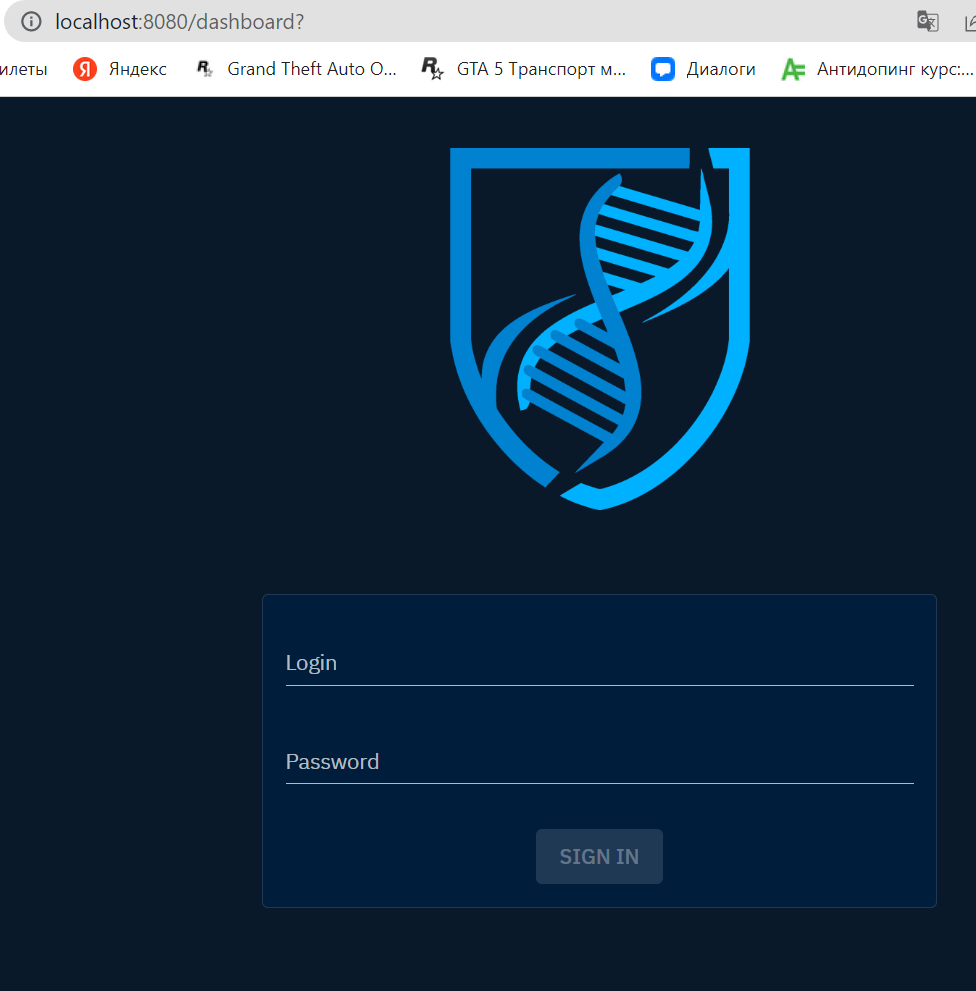 localhost:8080/dashboard?
илеты Яндекс Grand Theft Auto O... GTA 5 Транспорт м... Диалоги Антидопинг курс:...
Login
Password
SIGN IN